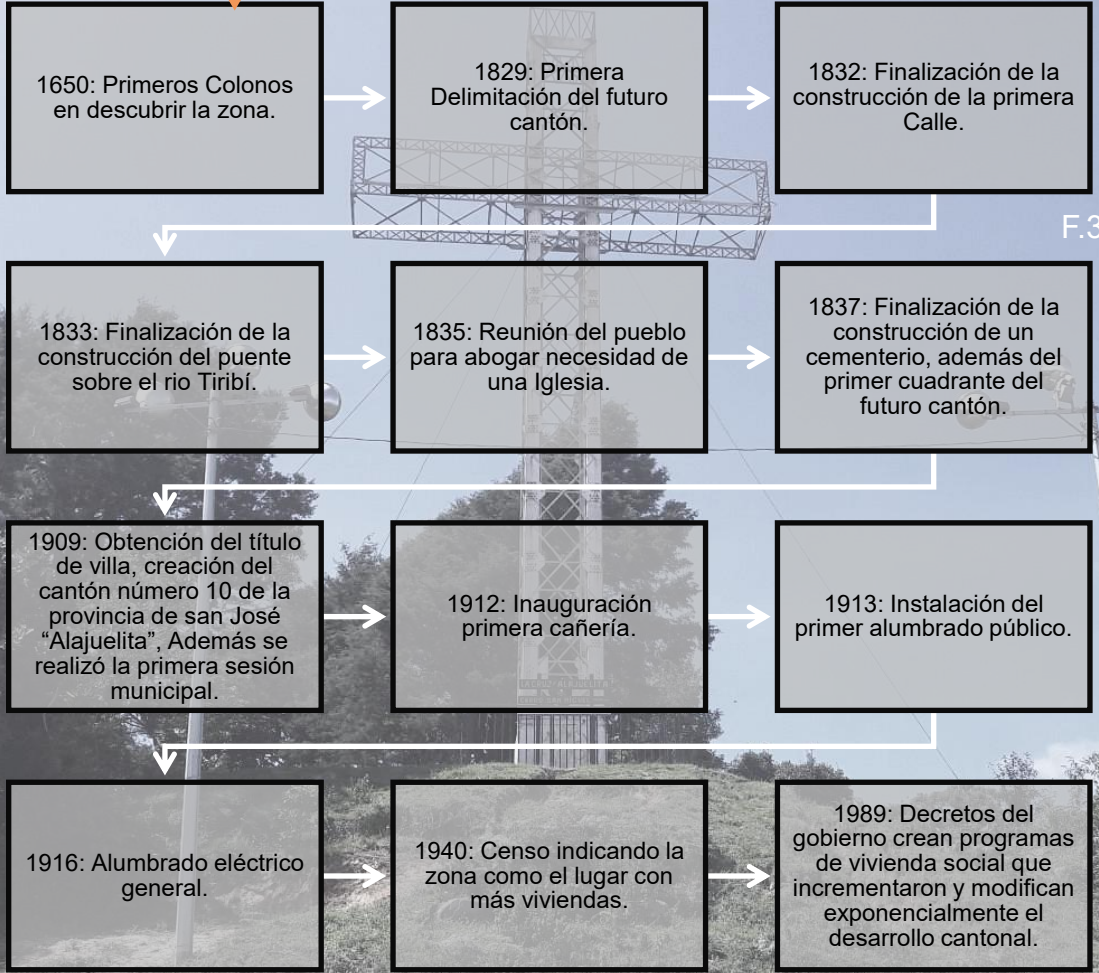 1650: Primeros Colonos
en descubrir la zona.
1829: Primera
Delimitación del futuro
cantón.
1832: Finalización de la
construcción de la primera
Calle.
F.3
1833: Finalización de la
construcción del puente
sobre el rio Tiribí.
1835: Reunión del pueblo
para abogar necesidad de
una Iglesia.
1837: Finalización de la
construcción de un
cementerio, además del
primer cuadrante del
futuro cantón.
1909: Obtención del título
de villa, creación del
cantón número 10 de la
provincia de san José
“Alajuelita”, Además se
realizó la primera sesión
municipal.
1912: Inauguración
primera cañería.
1913: Instalación del
primer alumbrado público.
LA CRUZ ALAJUELITA
1916: Alumbrado eléctrico
general.
1940: Censo indicando la
zona como el lugar con
más viviendas.
1989: Decretos del
gobierno crean programas
de vivienda social que
incrementaron y modifican
exponencialmente el
desarrollo cantonal.